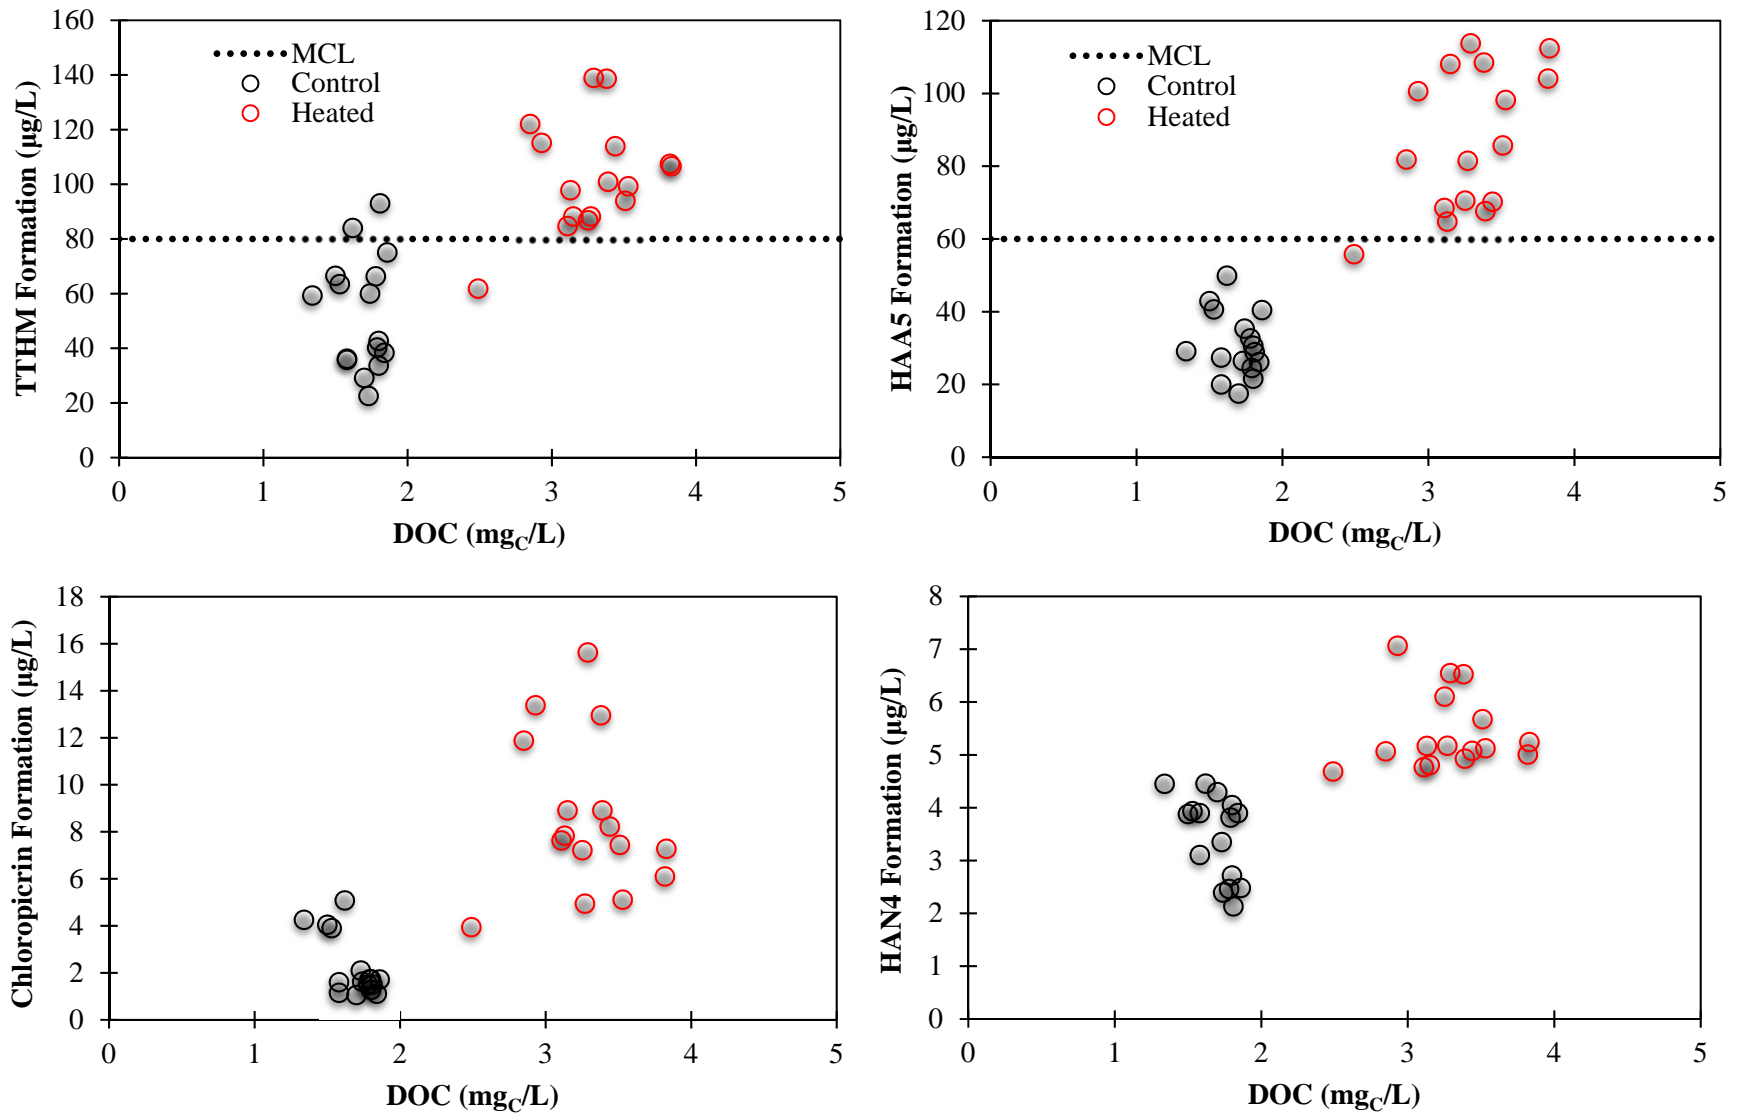 160
140
120
100
80
60
40
20
0
TTHM Formation (µg/L)
MCL
Control
Heated
0 1 2 3 4 5
DOC (mgC/L)
120
100
80
60
40
20
0
HAA5 Formation (µg/L)
MCL
Control
Heated
0 1 2 3 4 5
DOC (mgC/L)
18
16
14
12
10
8
6
4
2
0
Chloropicrin Formation (µg/L)
0 1 2 3 4 5
DOC (mgC/L)
8
7
6
5
4
3
2
1
0
HAN4 Formation (µg/L)
0 1 2 3 4 5
DOC (mgC/L)